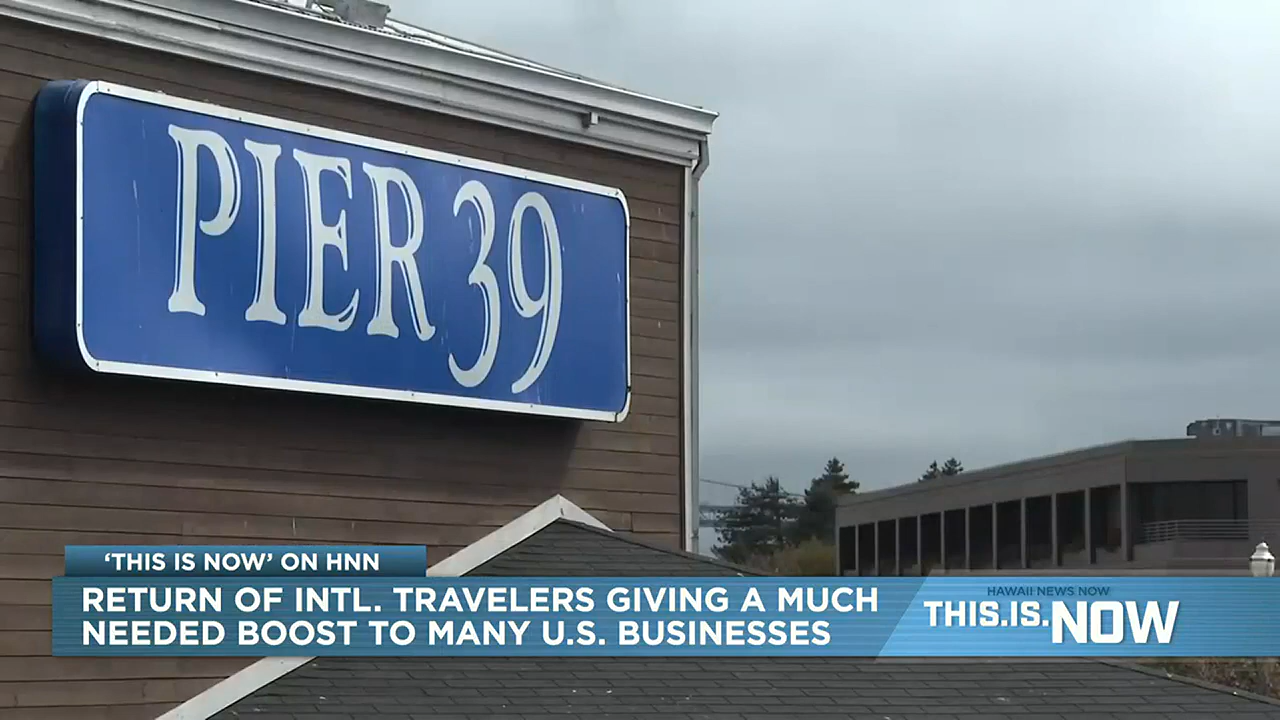 PIER 39
‘THIS IS NOW’ ON HNN
RETURN OF INTL. TRAVELERS GIVING A MUCH
NEEDED BOOST TO MANY U.S. BUSINESSES
HAWAII NEWS NOW
THIS.IS.NOW